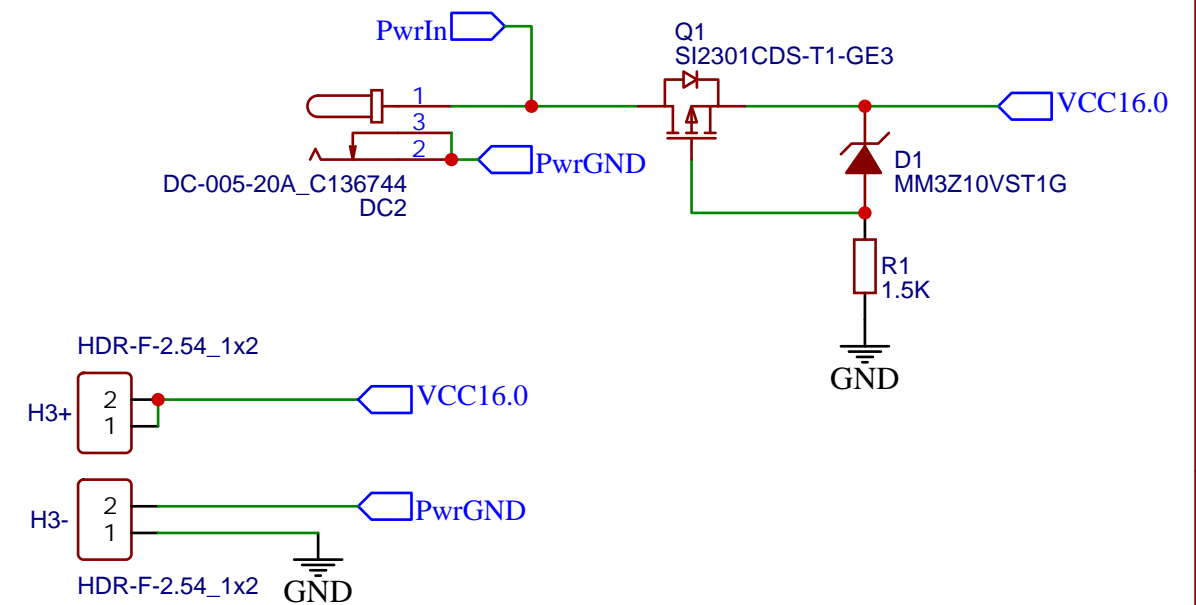 PwrIn
Q1
SI2301CDS-T1-GE3
1
3
2
VCC16.0
PwrGND
D1
MM3Z10VST1G
DC-005-20A_C136744
DC2
R1
1.5K
GND
HDR-F-2.54_1x2
H3+
2
1
VCC16.0
H3-
2
1
PwrGND
GND
HDR-F-2.54_1x2